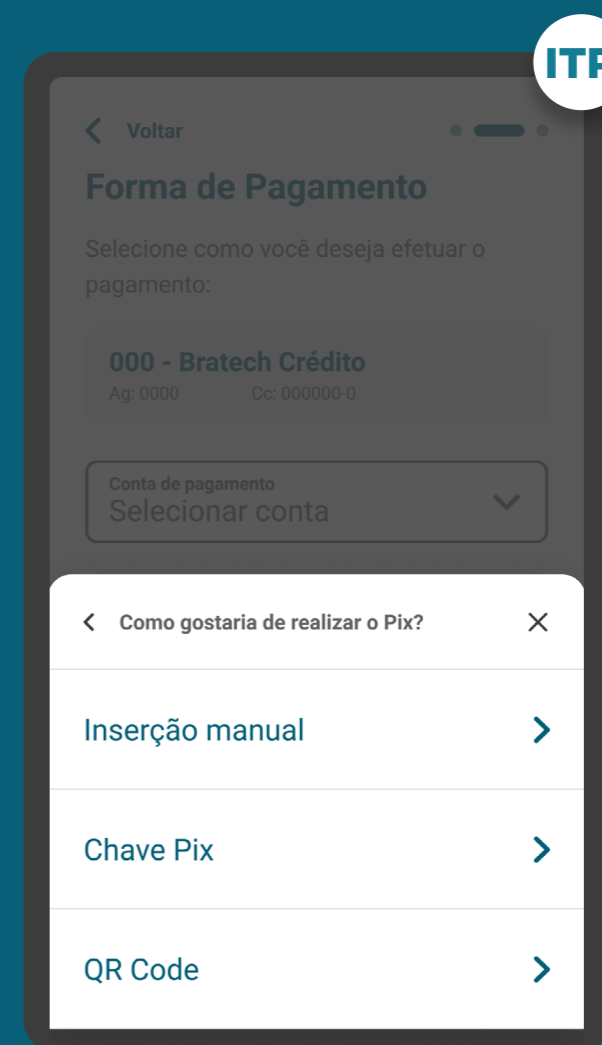 ITP
Voltar
Forma de Pagamento
Selecione como você deseja efetuar o
pagamento:
000 - Bratech Crédito
Ag: 0000 Cc: 000000-0
Conta de pagamento
Selecionar conta
Como gostaria de realizar o Pix?
Inserção manual
Chave Pix
QR Code